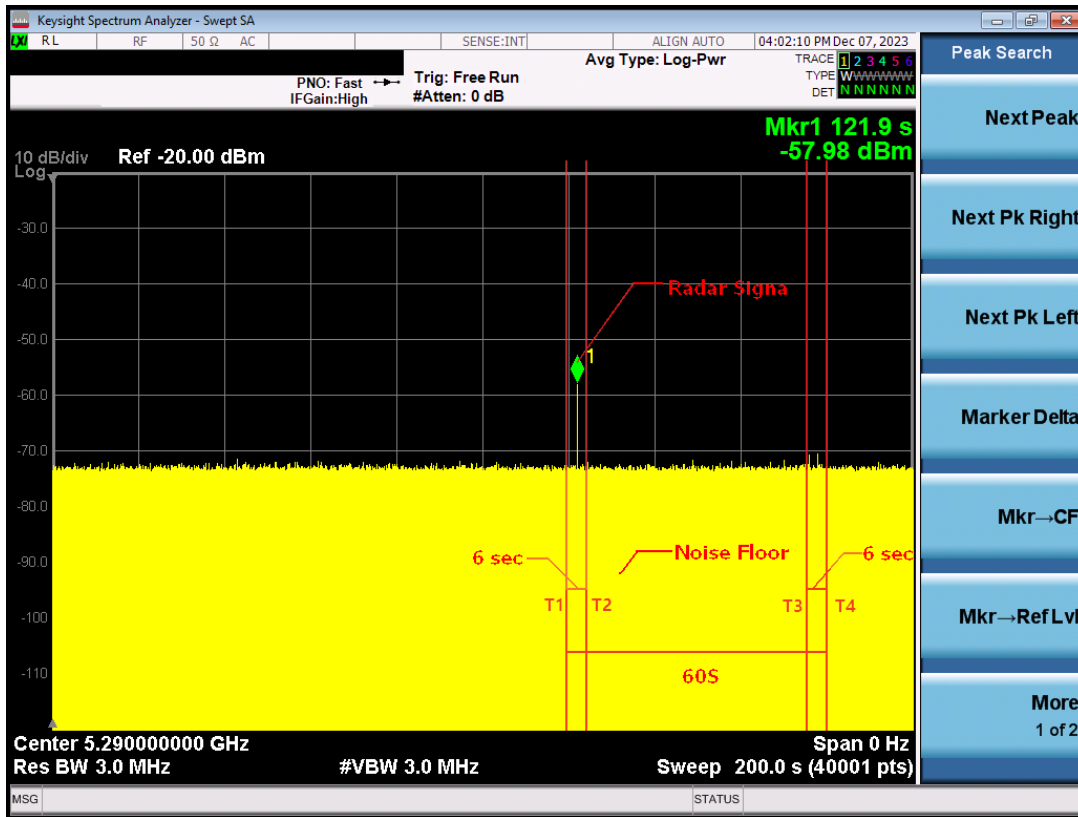 Keysight Spectrum Analyzer - Swept SA
LXI RL RF 50 Ω AC SENSE:INT ALIGN AUTO 04:02:10 PM Dec 07, 2023
Avg Type: Log-Pwr TRACE 1 2 3 4 5 6
PNO: Fast Trig: Free Run TYPE WWWWWW
IFGain:High #Atten: 0 dB DET N N N N N N
Peak Search
Next Peak
Next Pk Right
Next Pk Left
Marker Delta
Mkr→CF
Mkr→Ref Lvl
More
1 of 2
Mkr1 121.9 s
-57.98 dBm
10 dB/div Ref -20.00 dBm
Log
-30.0
-40.0
Radar Signa
-50.0
1
-60.0
-70.0
-80.0
-90.0
6 sec Noise Floor 6 sec
-100
T1 T2 T3 T4
-110
60S
Center 5.290000000 GHz Span 0 Hz
Res BW 3.0 MHz #VBW 3.0 MHz Sweep 200.0 s (40001 pts)
MSG STATUS